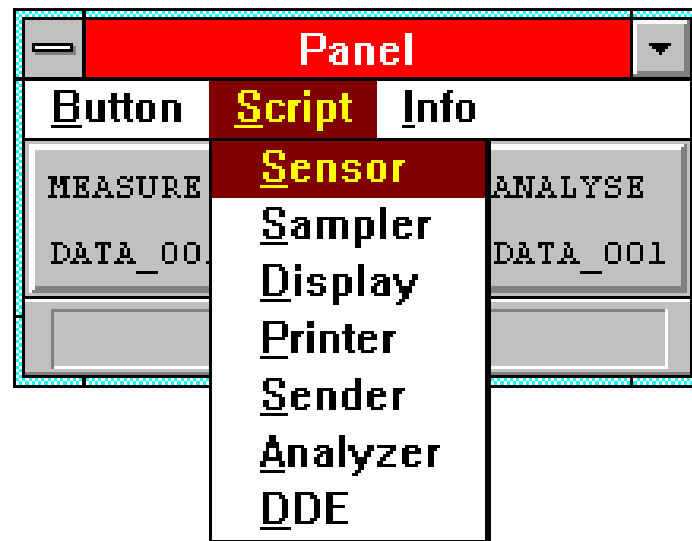 Panel
Button Script Info
Sensor
Sampler
Display
Printer
Sender
Analyzer
DDE
MEASURE
ANALYSE
DATA_001